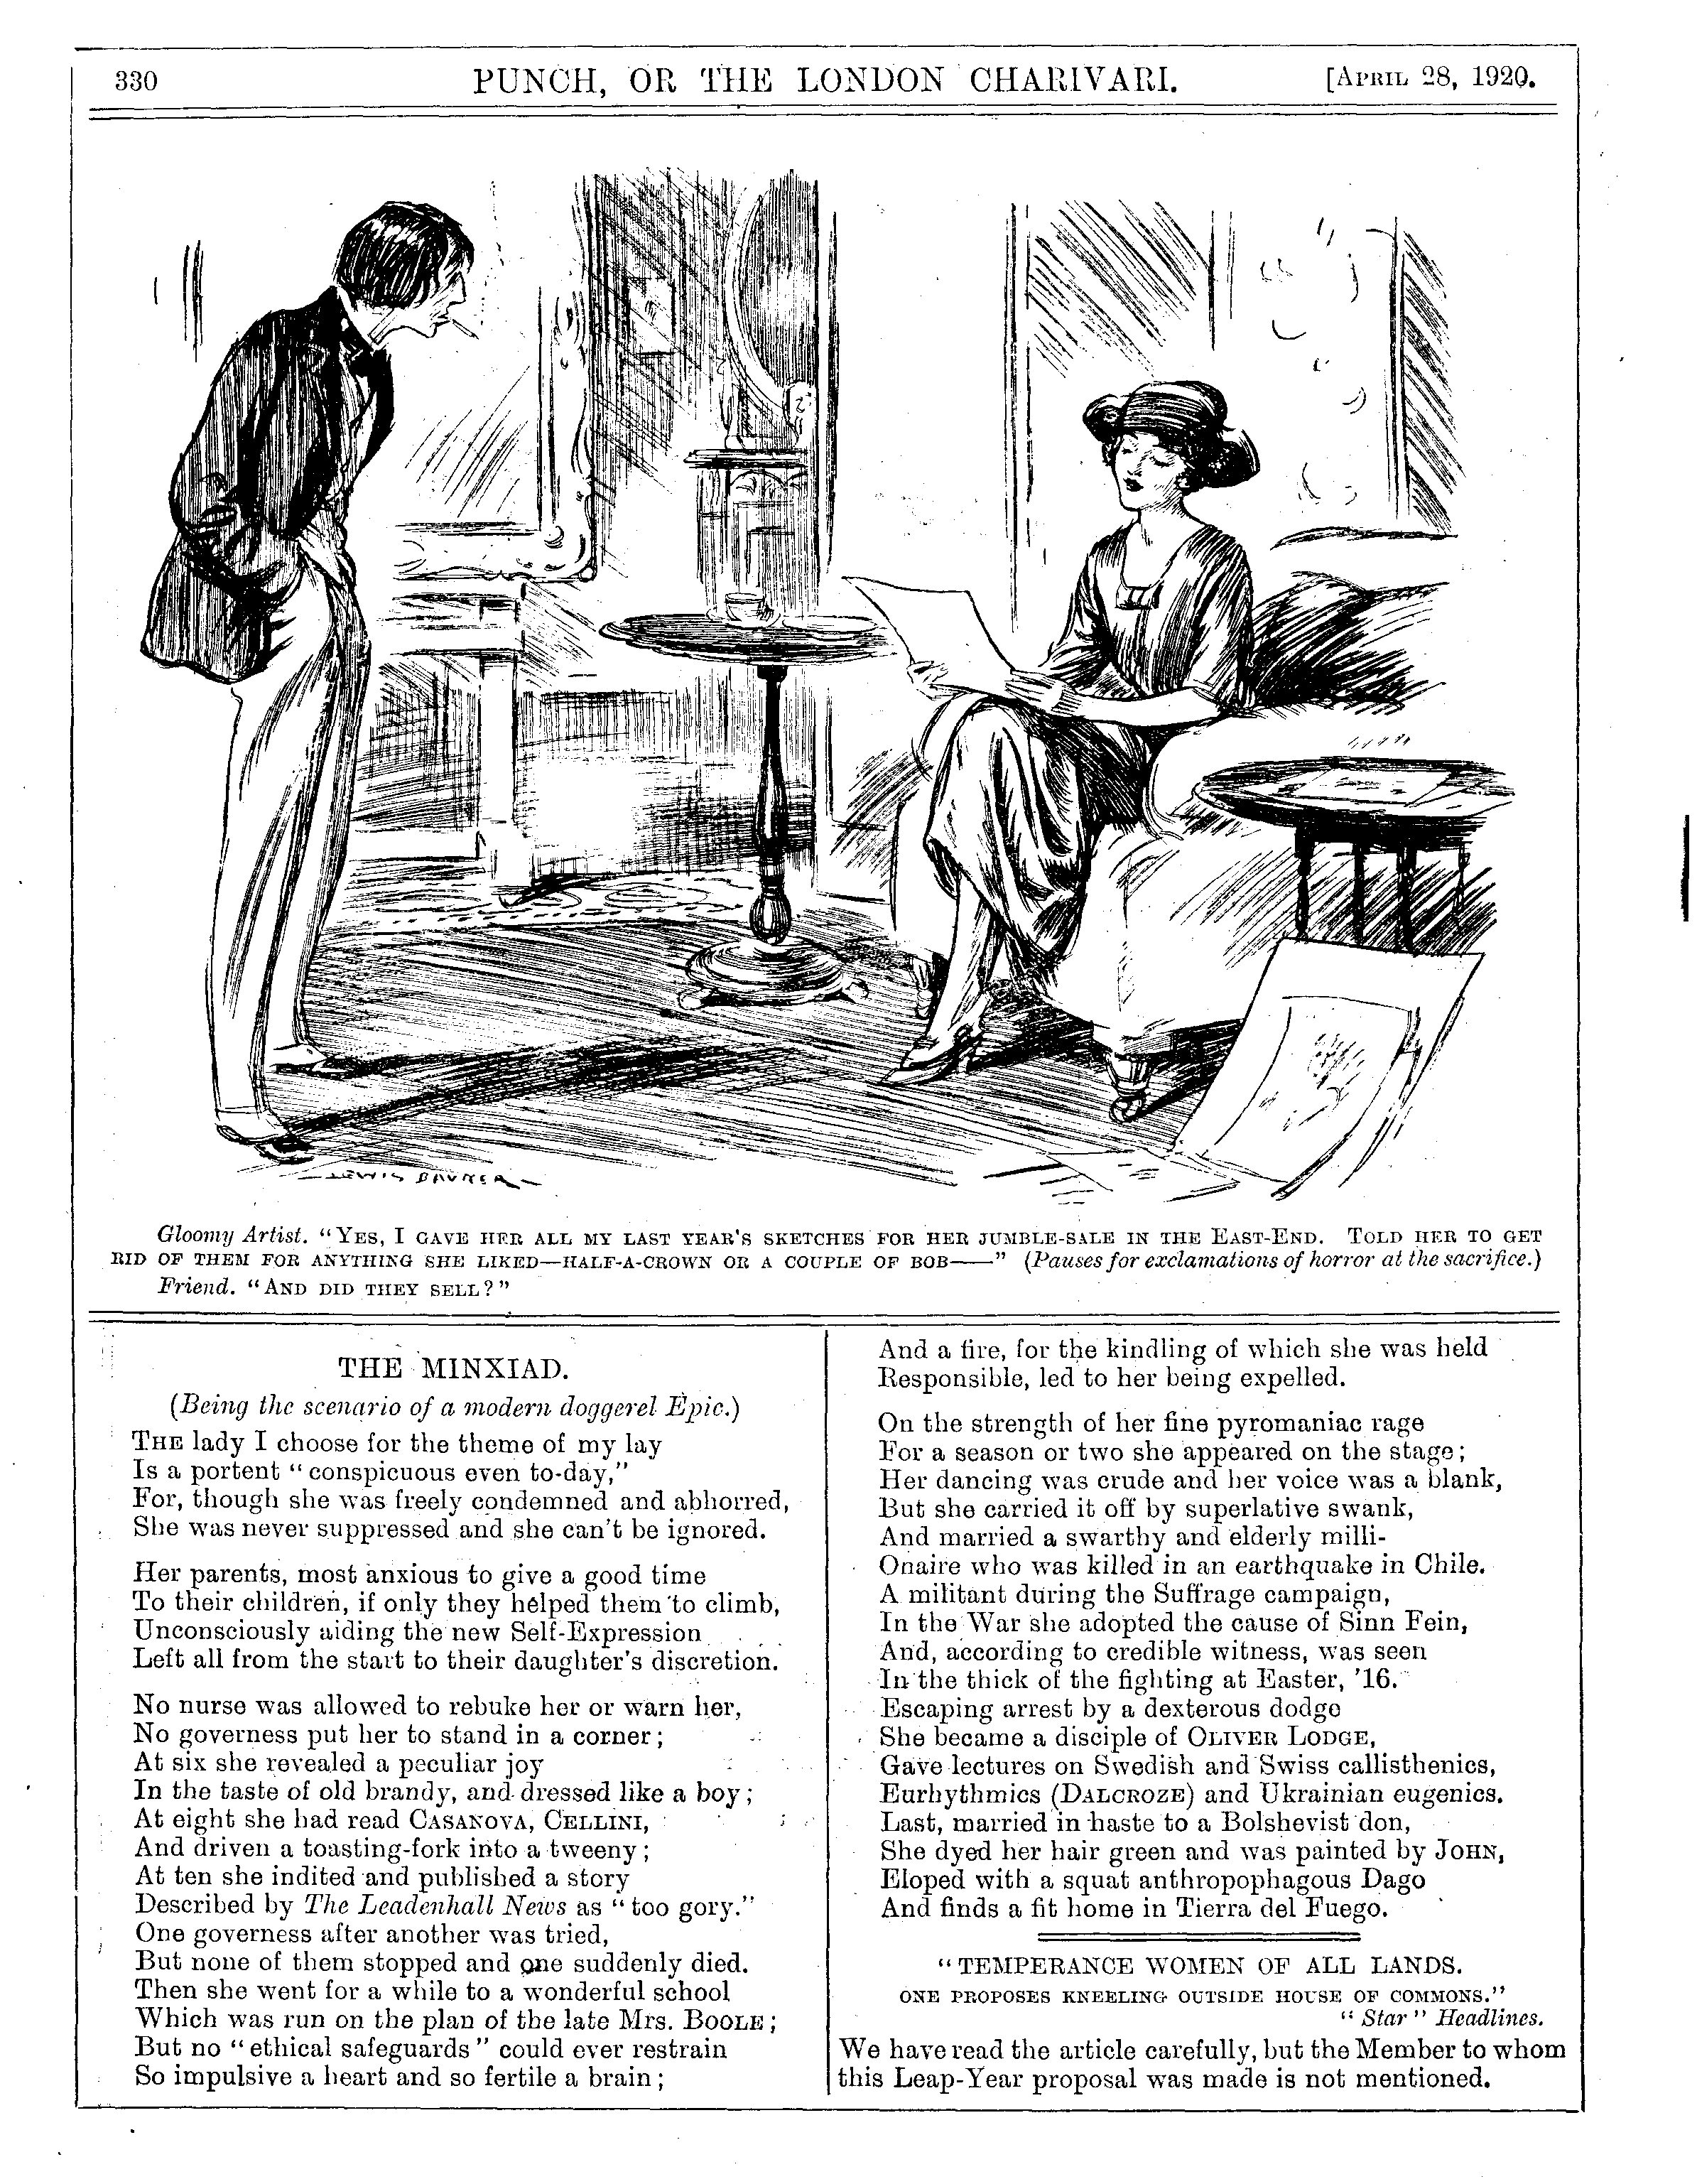 330 PUNCH, OR THE LONDON CHARIVARI. [APRIL 28, 1920.
LEWIS BAUMER
Gloomy Artist. "YES, I GAVE HER ALL MY LAST YEAR'S SKETCHES FOR HER JUMBLE-SALE IN THE EAST-END. TOLD HER TO GET
RID OF THEM FOR ANYTHING SHE LIKED—HALF-A-CROWN OR A COUPLE OF BOB——" (Pauses for exclamations of horror at the sacrifice.)
Friend. "AND DID THEY SELL?"
THE MINXIAD.
(Being the scenario of a modern doggerel Epic.)
THE lady I choose for the theme of my lay
Is a portent "conspicuous even to-day,"
For, though she was freely condemned and abhorred,
She was never suppressed and she can't be ignored.
Her parents, most anxious to give a good time
To their children, if only they helped them to climb,
Unconsciously aiding the new Self-Expression
Left all from the start to their daughter's discretion.
No nurse was allowed to rebuke her or warn her,
No governess put her to stand in a corner;
At six she revealed a peculiar joy
In the taste of old brandy, and dressed like a boy;
At eight she had read CASANOVA, CELLINI,
And driven a toasting-fork into a tweeny;
At ten she indited and published a story
Described by The Leadenhall News as "too gory."
One governess after another was tried,
But none of them stopped and one suddenly died.
Then she went for a while to a wonderful school
Which was run on the plan of the late Mrs. BOOLE;
But no "ethical safeguards" could ever restrain
So impulsive a heart and so fertile a brain;
And a fire, for the kindling of which she was held
Responsible, led to her being expelled.
On the strength of her fine pyromaniac rage
For a season or two she appeared on the stage;
Her dancing was crude and her voice was a blank,
But she carried it off by superlative swank,
And married a swarthy and elderly milli-
Onaire who was killed in an earthquake in Chile.
A militant during the Suffrage campaign,
In the War she adopted the cause of Sinn Fein,
And, according to credible witness, was seen
In the thick of the fighting at Easter, '16.
Escaping arrest by a dexterous dodge
She became a disciple of OLIVER LODGE,
Gave lectures on Swedish and Swiss callisthenics,
Eurhythmics (DALCROZE) and Ukrainian eugenics.
Last, married in haste to a Bolshevist don,
She dyed her hair green and was painted by JOHN,
Eloped with a squat anthropophagous Dago
And finds a fit home in Tierra del Fuego.
"TEMPERANCE WOMEN OF ALL LANDS.
ONE PROPOSES KNEELING OUTSIDE HOUSE OF COMMONS."
"Star" Headlines.
We have read the article carefully, but the Member to whom
this Leap-Year proposal was made is not mentioned.